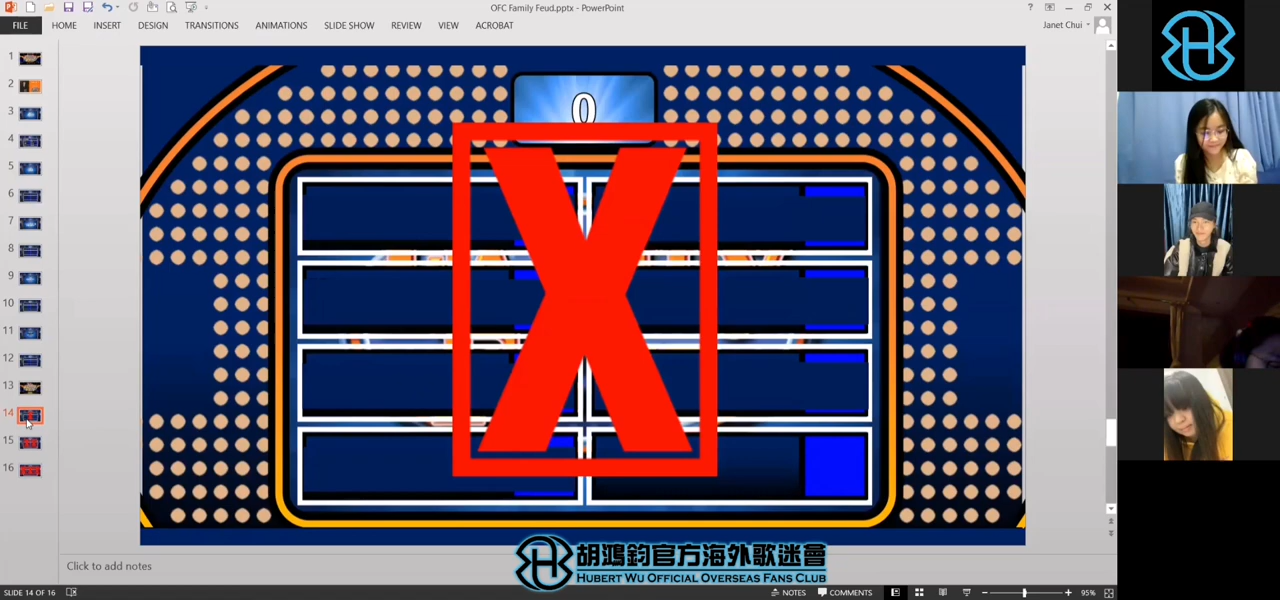 OFC Family Feud.pptx - PowerPoint
FILE HOME INSERT DESIGN TRANSITIONS ANIMATIONS SLIDE SHOW REVIEW VIEW ACROBAT
Janet Chui
1
2
3
4
5
6
7
8
9
10
11
12
13
14
15
16
0
X
Click to add notes
胡鴻鈞官方海外歌迷會
HUBERT WU OFFICIAL OVERSEAS FANS CLUB
SLIDE 14 OF 16 NOTES COMMENTS 95%